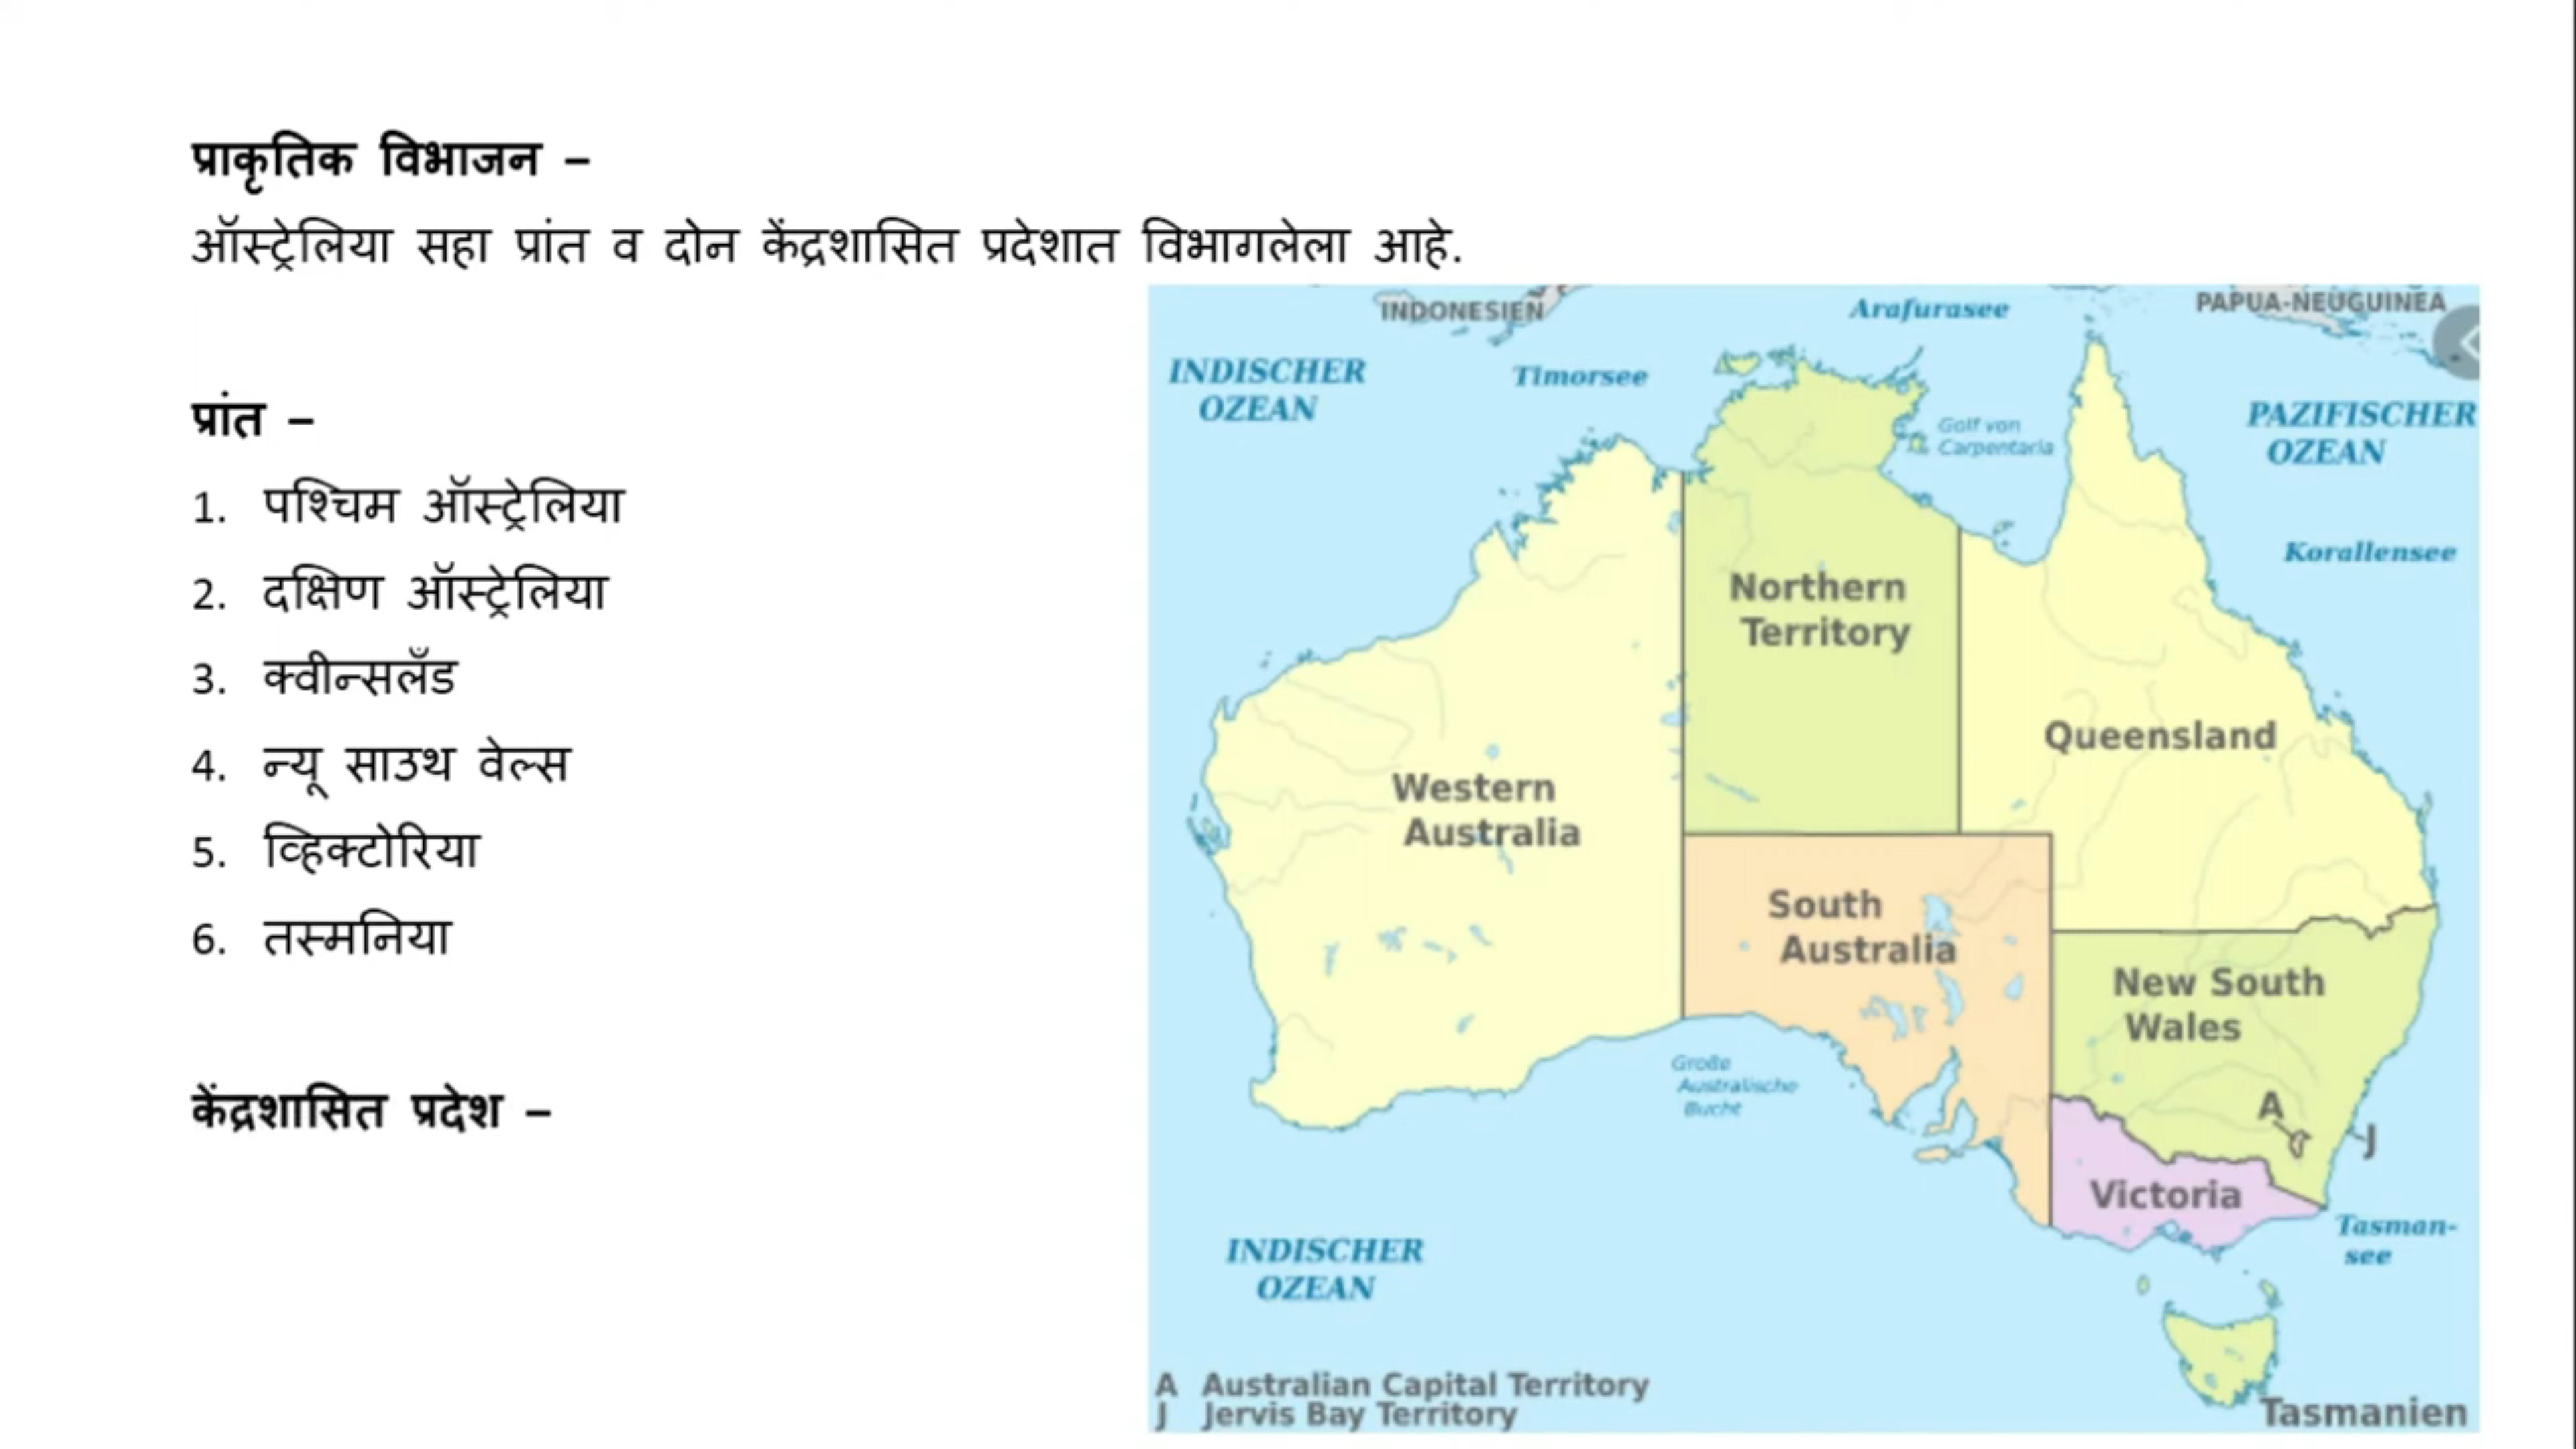 प्राकृतिक विभाजन –
ऑस्ट्रेलिया सहा प्रांत व दोन केंद्रशासित प्रदेशात विभागलेला आहे.
प्रांत –
1. पश्चिम ऑस्ट्रेलिया
2. दक्षिण ऑस्ट्रेलिया
3. क्वीन्सलँड
4. न्यू साउथ वेल्स
5. व्हिक्टोरिया
6. तस्मनिया
केंद्रशासित प्रदेश –
INDONESIEN
Arafurasee
PAPUA-NEUGUINEA
INDISCHER
OZEAN
Timorsee
Golf von
Carpentaria
PAZIFISCHER
OZEAN
Korallensee
Northern
Territory
Queensland
Western
Australia
South
Australia
New South
Wales
Große
Australische
Bucht
A
J
Victoria
Tasman-
see
INDISCHER
OZEAN
A Australian Capital Territory
J Jervis Bay Territory
Tasmanien